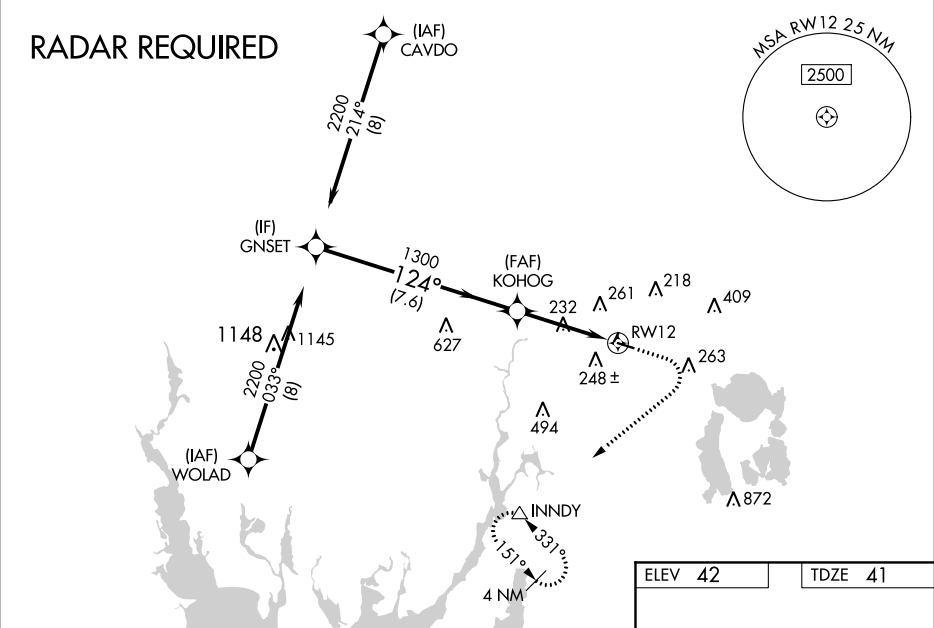 RADAR REQUIRED
(IAF)
CAVDO
MSA RW12 25 NM
2500
2200
214°
(8)
(IF)
GNSET
1300
124°
(7.6)
(FAF)
KOHOG
232
261
218
409
RW12
1148
1145
627
248 ±
263
2200
033°
(8)
494
(IAF)
WOLAD
872
INNDY
331°
151°
4 NM
ELEV 42
TDZE 41